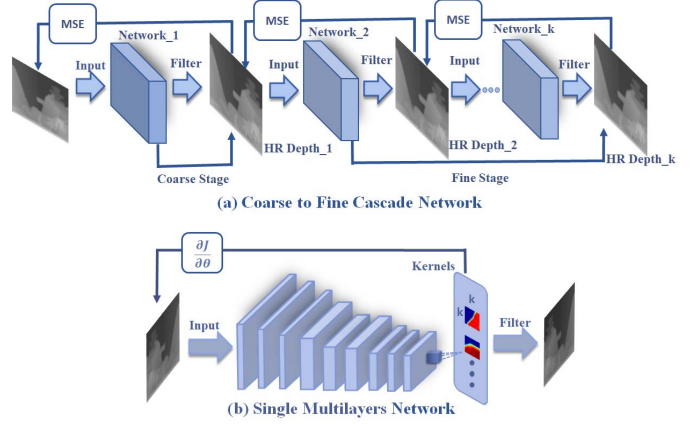 MSE
MSE
MSE
Network_1
Network_2
Network_k
Input
Filter
Input
Filter
Input
Filter
HR Depth_1
HR Depth_2
HR Depth_k
Coarse Stage
Fine Stage
(a) Coarse to Fine Cascade Network
∂J
∂θ
Kernels
Input
k
k
Filter
(b) Single Multilayers Network